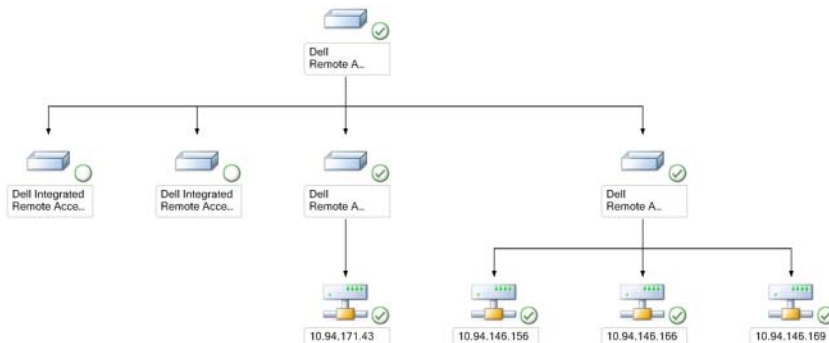 Dell
Remote A...
Dell Integrated
Remote Acce...
Dell Integrated
Remote Acce...
Dell
Remote A...
Dell
Remote A...
10.94.171.43
10.94.146.156
10.94.146.166
10.94.146.169